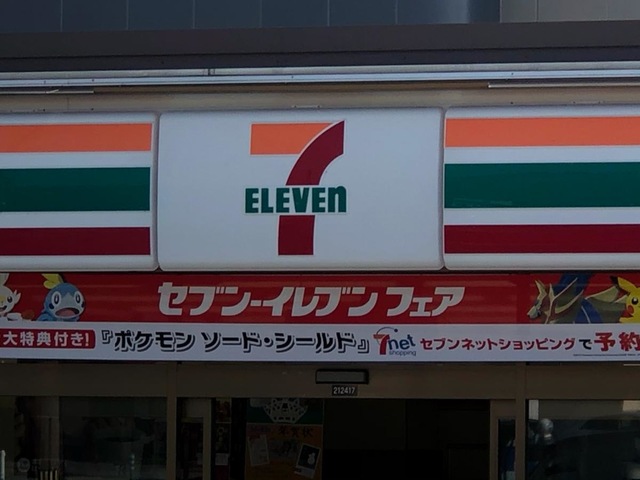 7
ELEVEn
セブン-イレブン フェア
大特典付き!『ポケモン ソード・シールド』7net shopping セブンネットショッピングで予約
212417